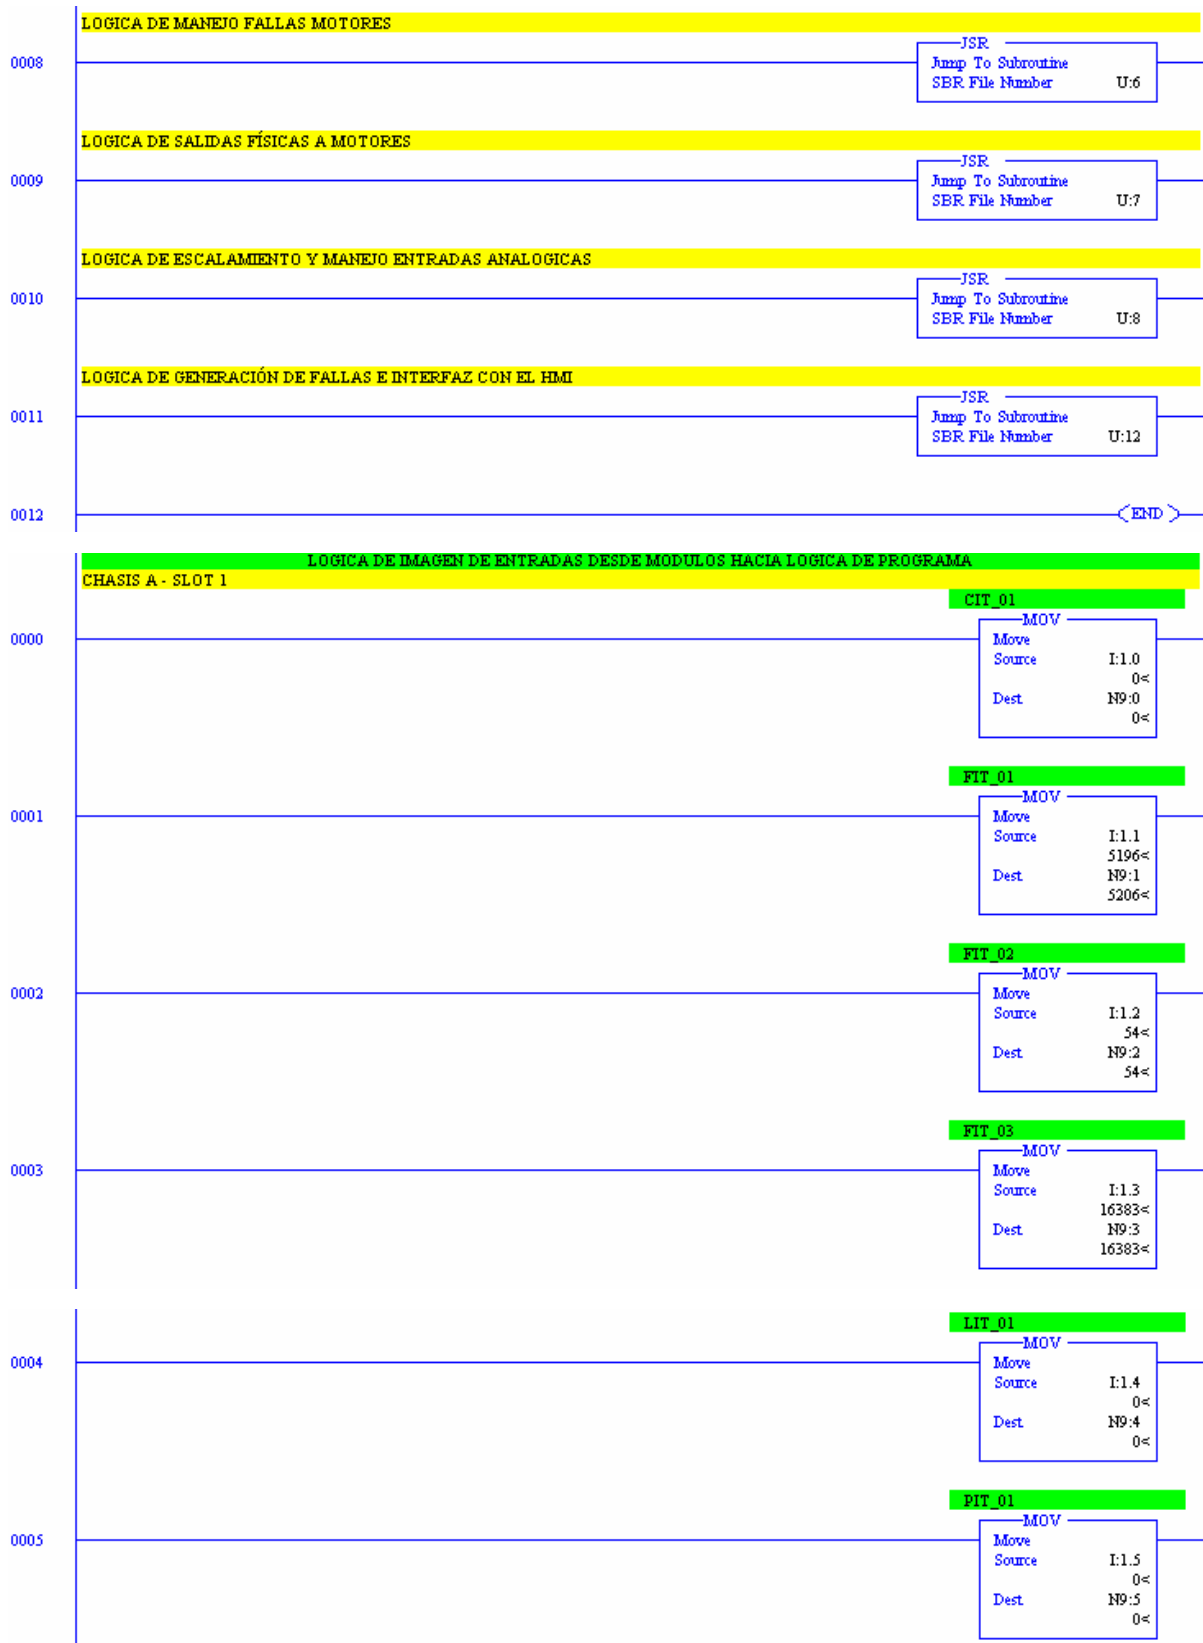 LOGICA DE MANEJO FALLAS MOTORES
JSR
0008
Jump To Subroutine
SBR File Number U:6
LOGICA DE SALIDAS FÍSICAS A MOTORES
JSR
0009
Jump To Subroutine
SBR File Number U:7
LOGICA DE ESCALAMIENTO Y MANEJO ENTRADAS ANALOGICAS
JSR
0010
Jump To Subroutine
SBR File Number U:8
LOGICA DE GENERACIÓN DE FALLAS E INTERFAZ CON EL HMI
JSR
0011
Jump To Subroutine
SBR File Number U:12
0012
END
LOGICA DE IMAGEN DE ENTRADAS DESDE MODULOS HACIA LOGICA DE PROGRAMA
CHASIS A - SLOT 1
CIT_01
MOV
0000
Move
Source I:1.0
0<
Dest N9:0
0<
FIT_01
MOV
0001
Move
Source I:1.1
5196<
Dest N9:1
5206<
FIT_02
MOV
0002
Move
Source I:1.2
54<
Dest N9:2
54<
FIT_03
MOV
0003
Move
Source I:1.3
16383<
Dest N9:3
16383<
LIT_01
MOV
0004
Move
Source I:1.4
0<
Dest N9:4
0<
PIT_01
MOV
0005
Move
Source I:1.5
0<
Dest N9:5
0<